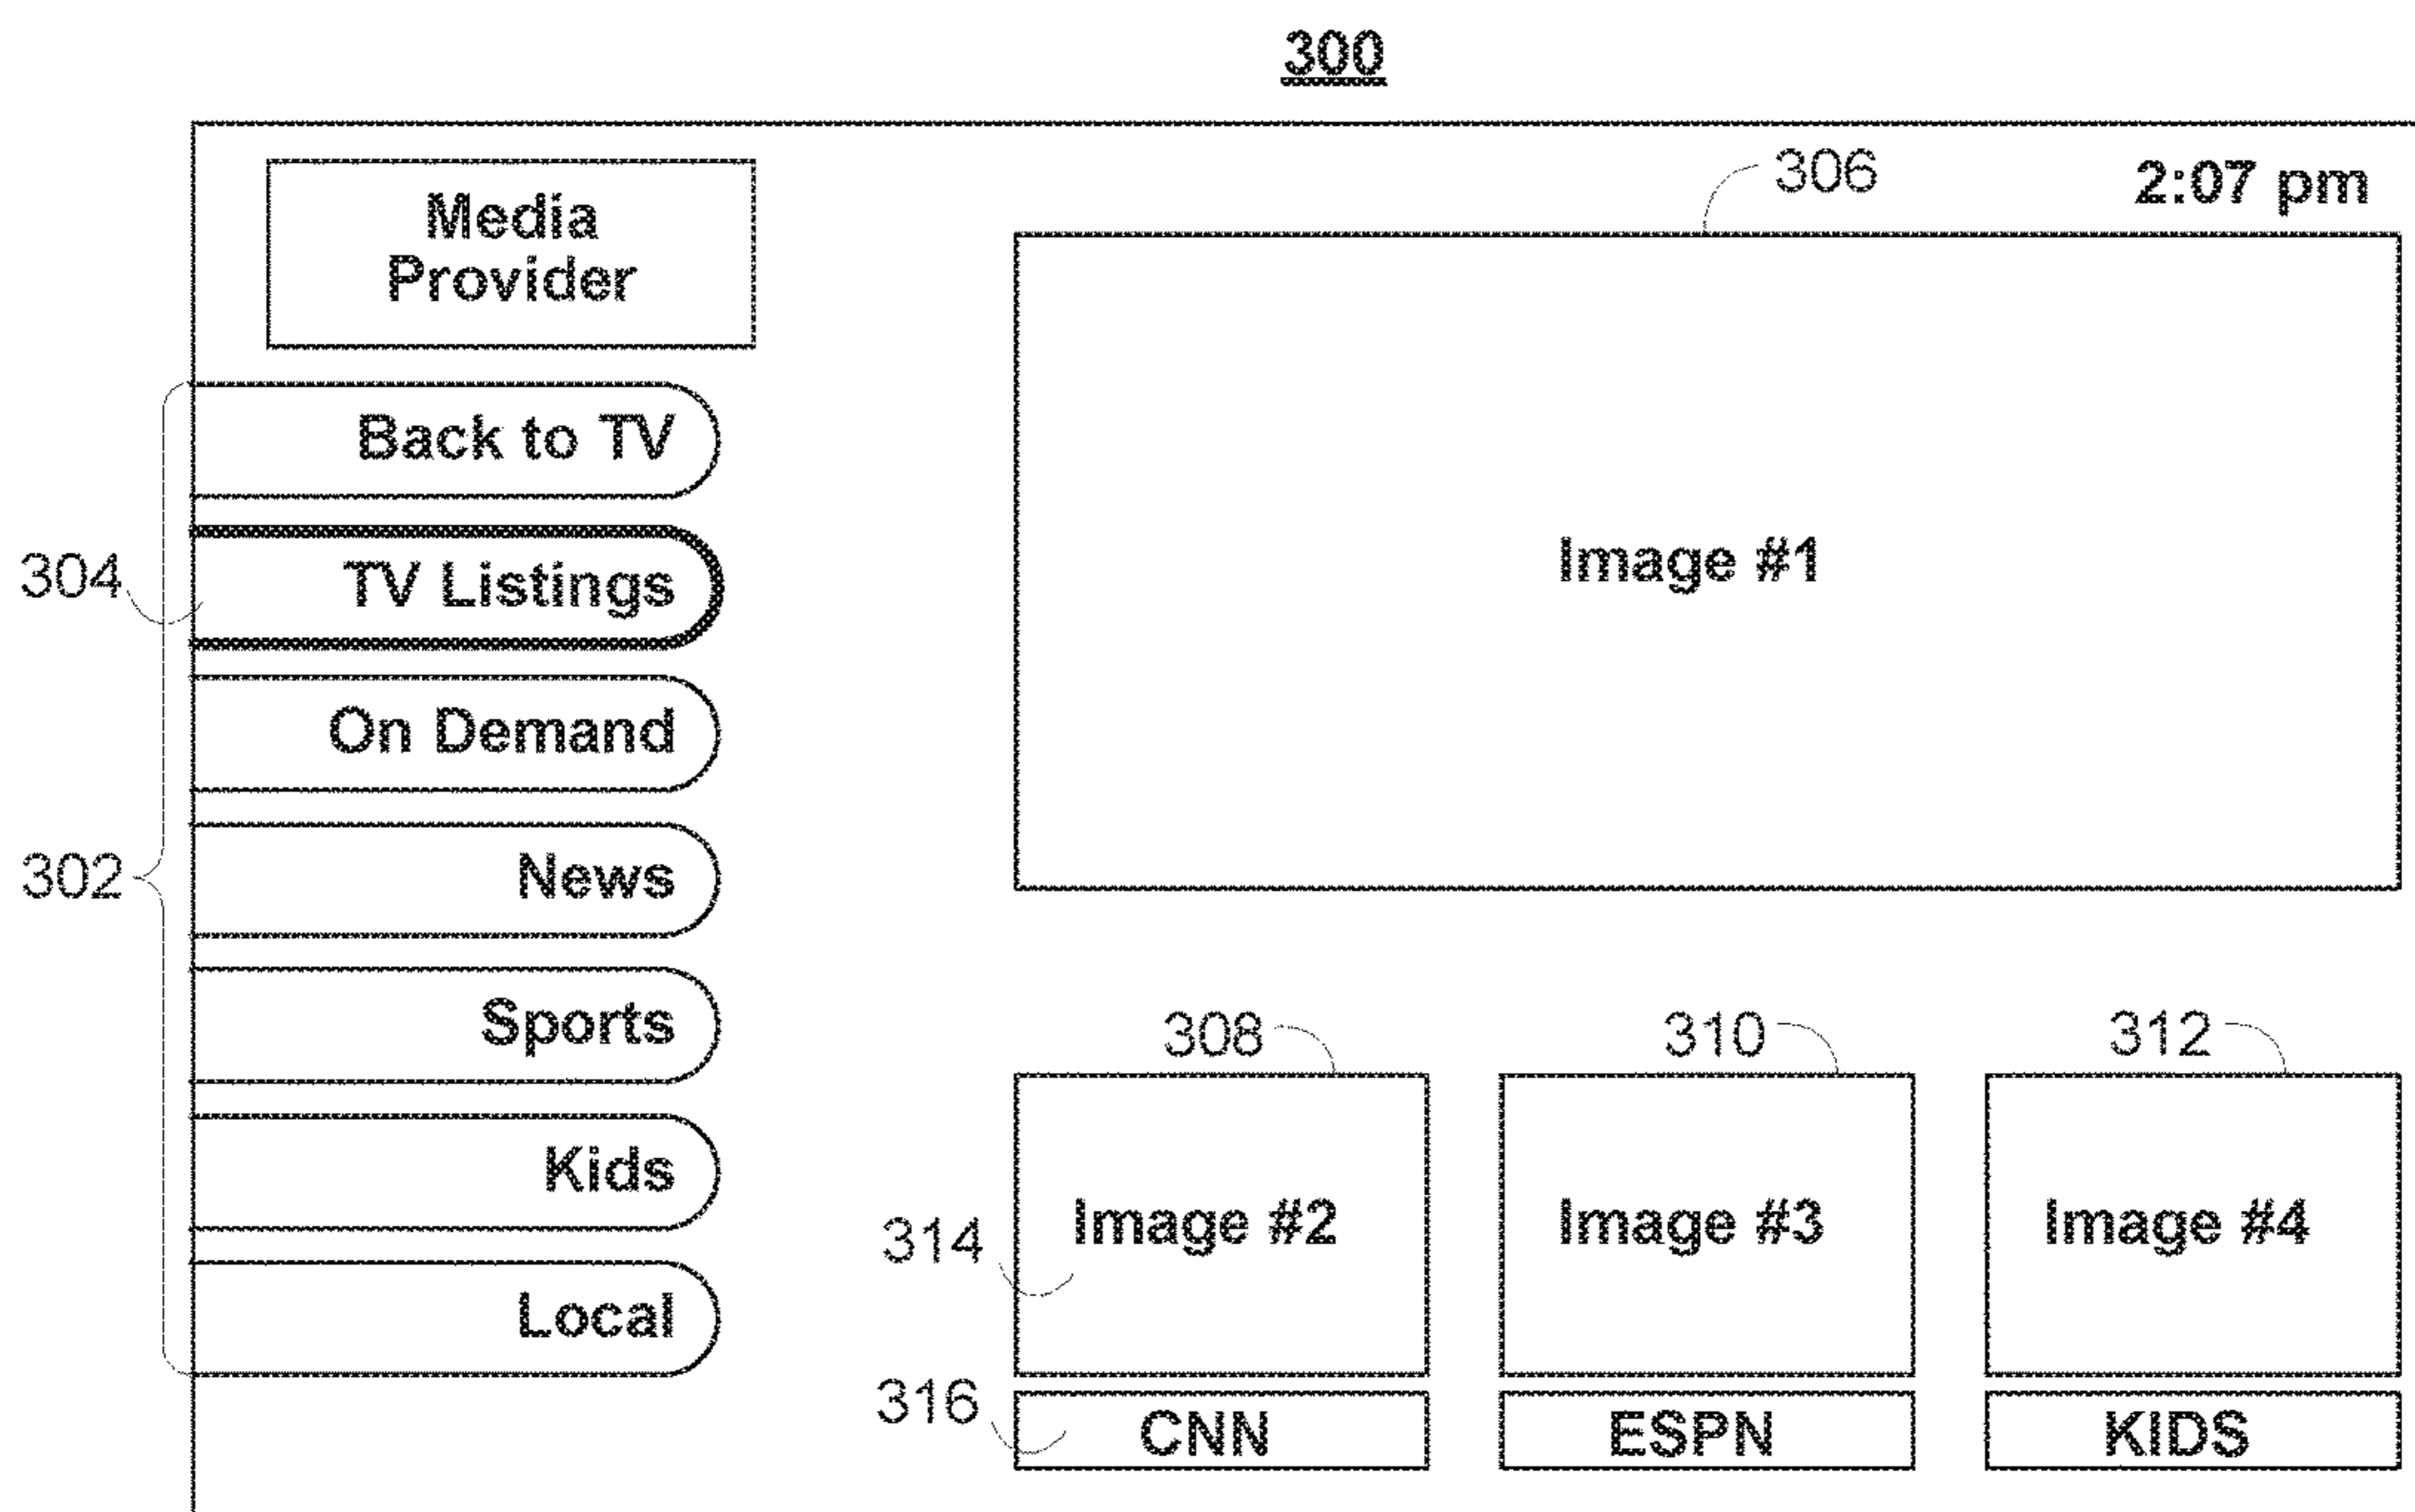 300
306
2:07 pm
Media
Provider
Image #1
Back to TV
304
TV Listings
On Demand
302
News
Sports
Kids
Local
308
310
312
314
Image #2
Image #3
Image #4
316
CNN
ESPN
KIDS